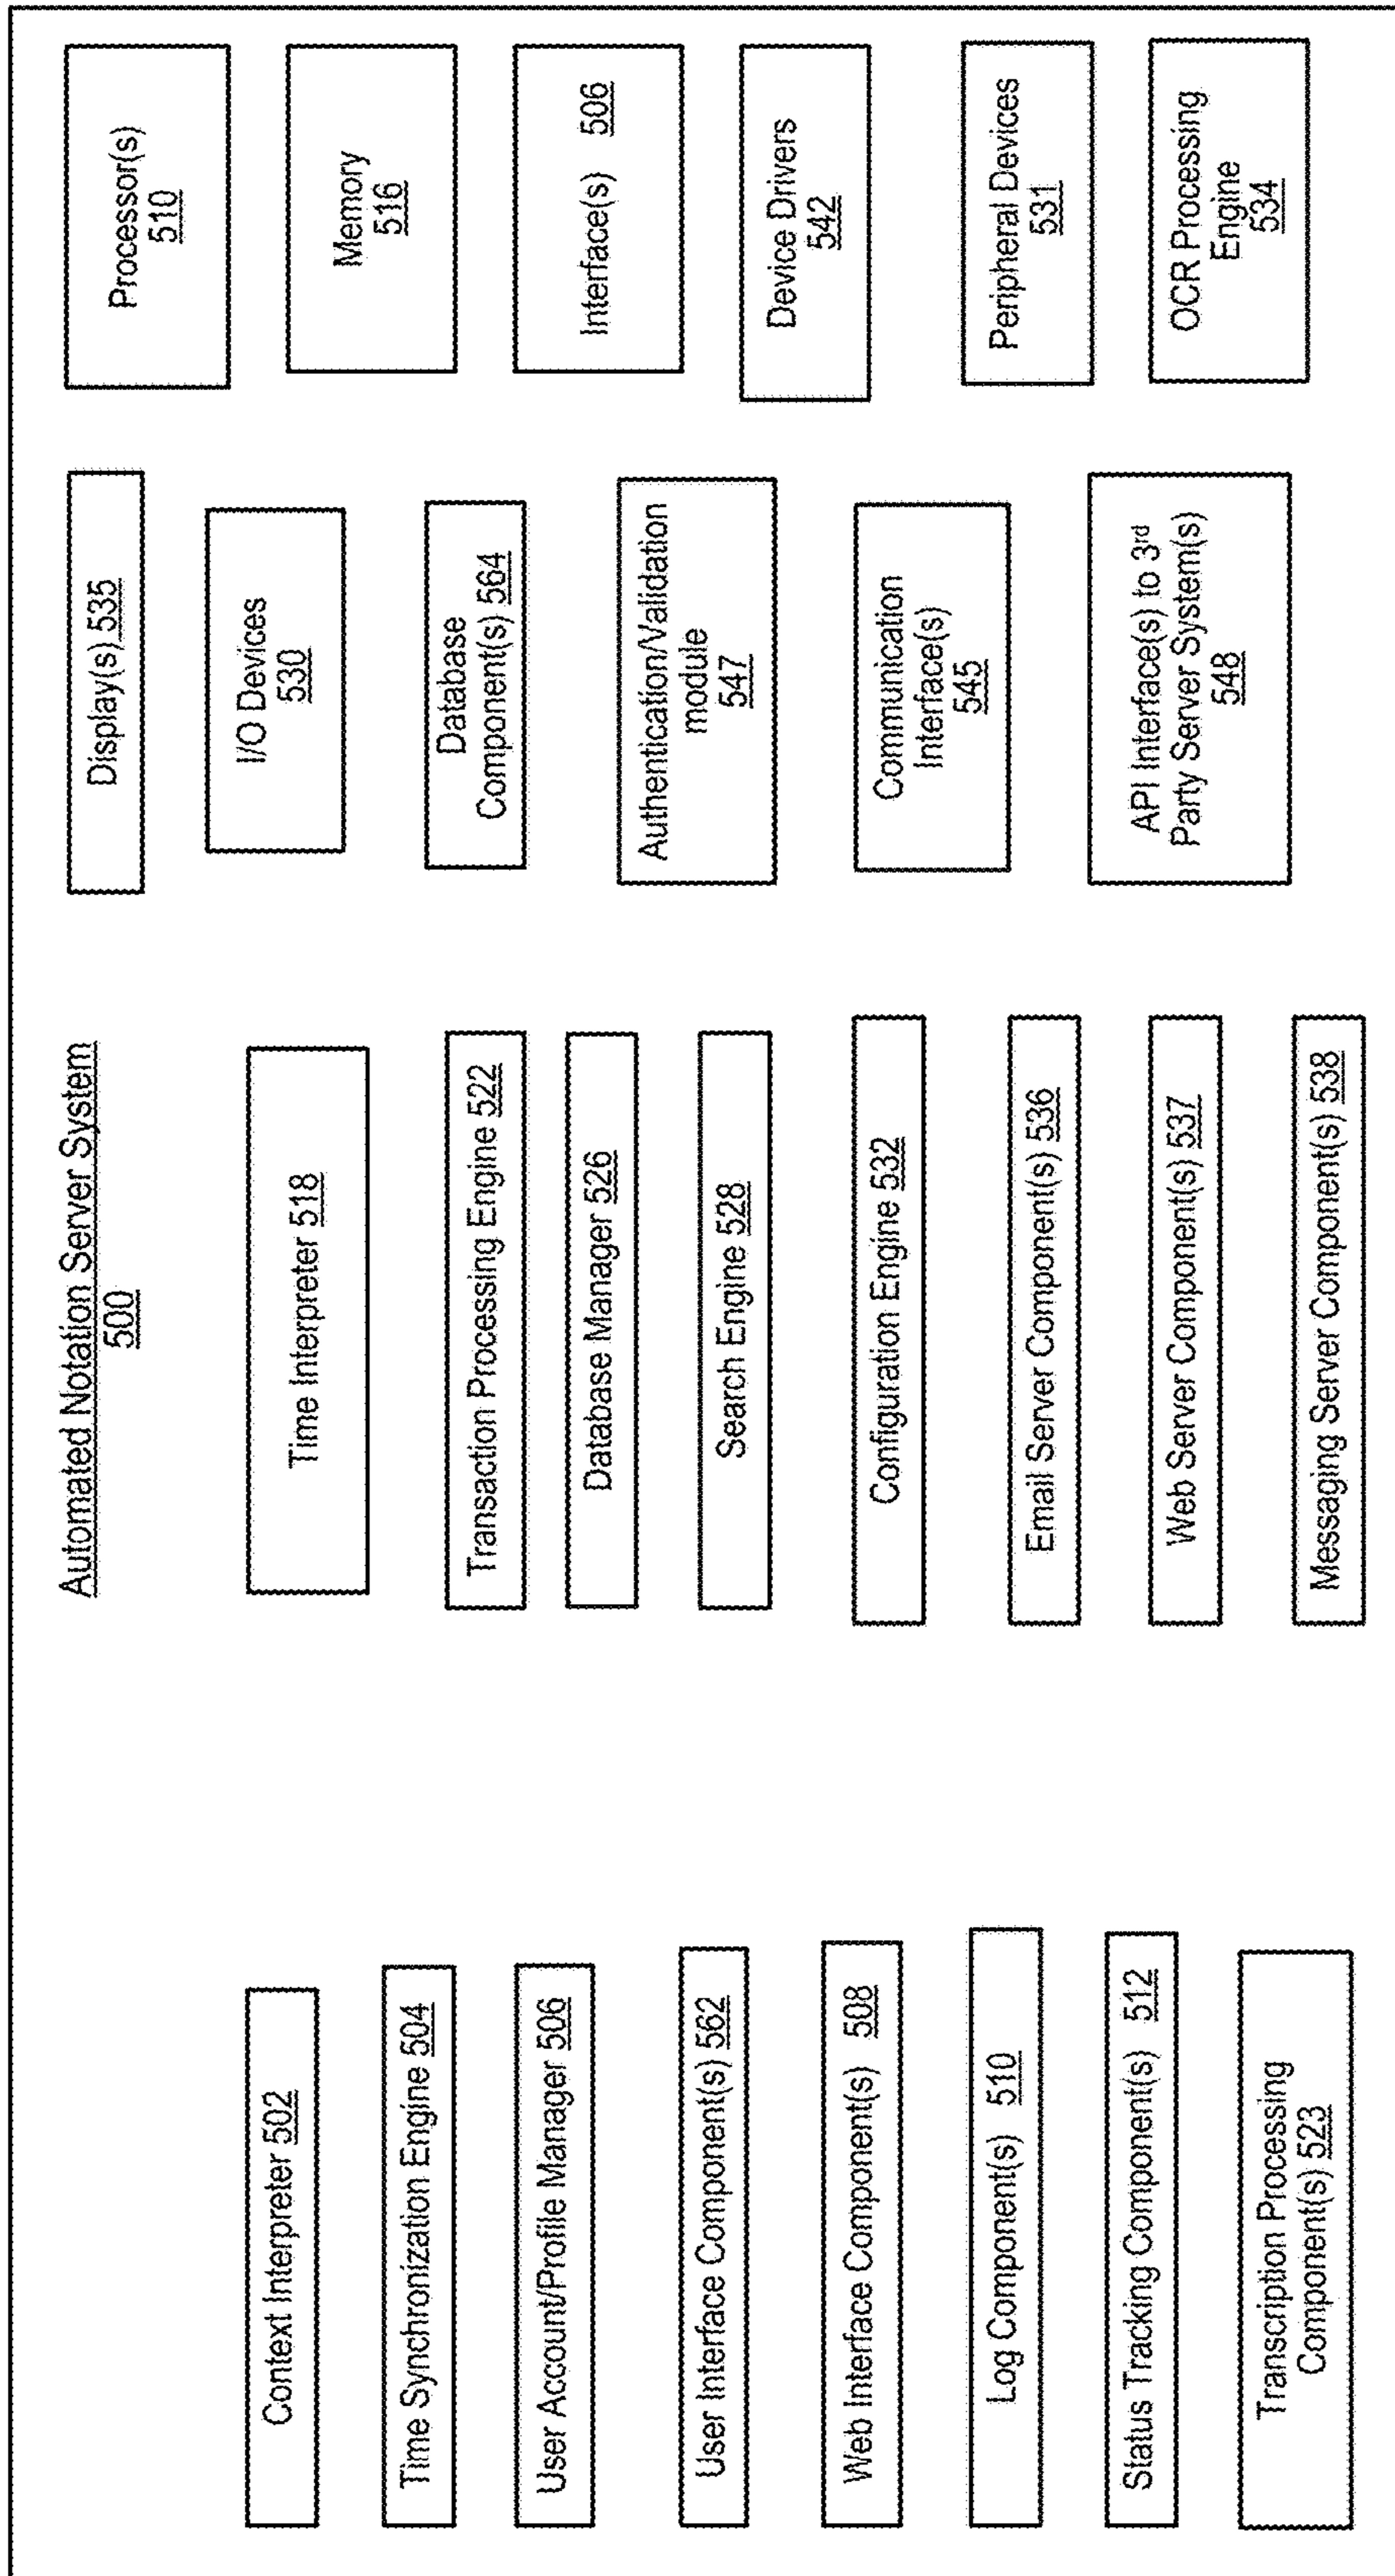 Automated Notation Server System
500
Context Interpreter 502
Time Synchronization Engine 504
User Account/Profile Manager 506
User Interface Component(s) 562
Web Interface Component(s) 508
Log Component(s) 510
Status Tracking Component(s) 512
Transcription Processing
Component(s) 523
Time Interpreter 518
Transaction Processing Engine 522
Database Manager 526
Search Engine 528
Configuration Engine 532
Email Server Component(s) 536
Web Server Component(s) 537
Messaging Server Component(s) 538
Display(s) 535
I/O Devices
530
Database
Component(s) 564
Authentication/Validation
module
547
Communication
Interface(s)
545
API Interface(s) to 3rd
Party Server System(s)
548
Processor(s)
510
Memory
516
Interface(s) 506
Device Drivers
542
Peripheral Devices
531
OCR Processing
Engine
534